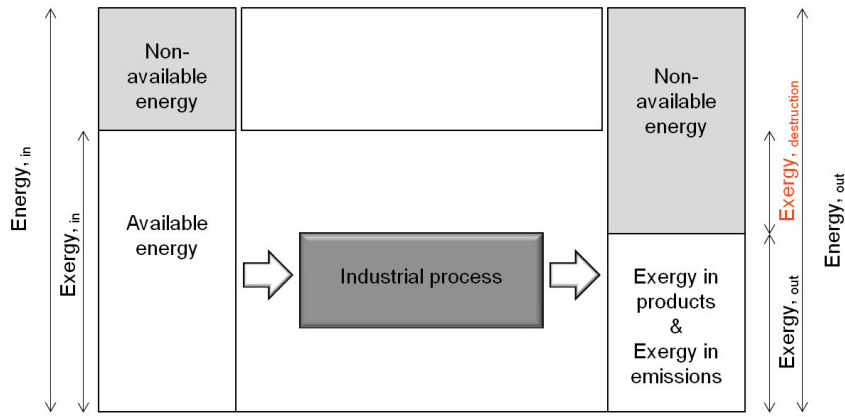 Energy, in
Exergy, in
Non-
available
energy
Available
energy
Industrial process
Non-
available
energy
Exergy in
products
&
Exergy in
emissions
Exergy, destruction
Exergy, out
Energy, out